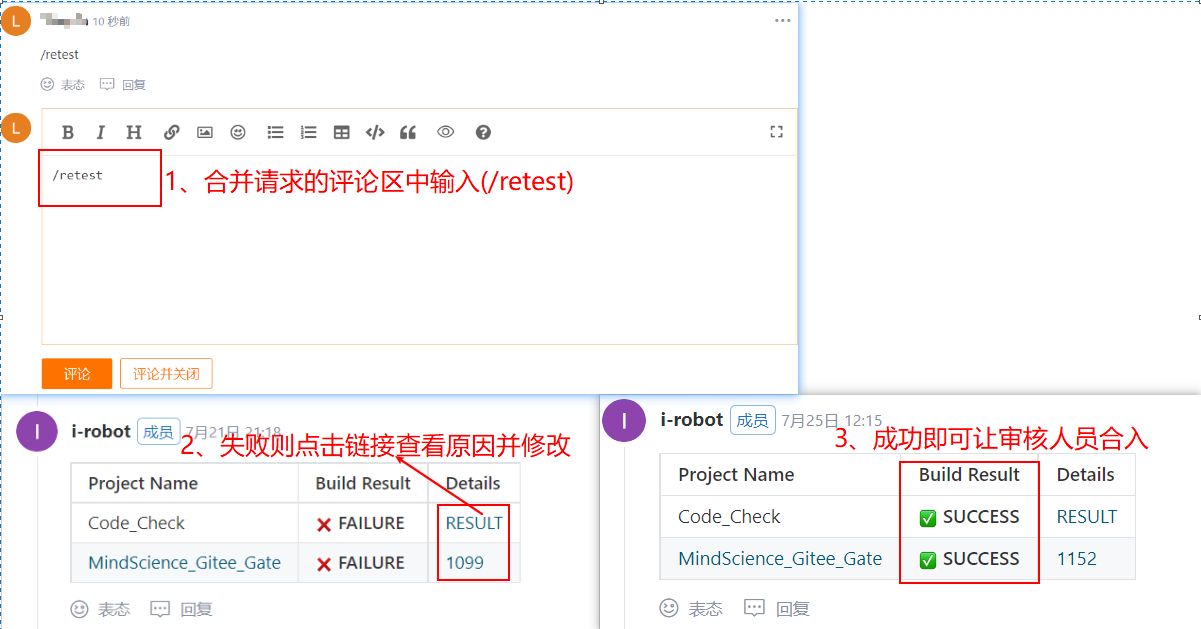 L
10 秒前
/retest
表态 回复
L
B I H
/retest
1、合并请求的评论区中输入(/retest)
评论 评论并关闭
I
i-robot 成员 7月21日 21:18
2、失败则点击链接查看原因并修改
Project Name Build Result Details
Code_Check ❌ FAILURE RESULT
MindScience_Gitee_Gate ❌ FAILURE 1099
表态 回复
I
i-robot 成员 7月25日 12:15
3、成功即可让审核人员合入
Project Name Build Result Details
Code_Check ✅ SUCCESS RESULT
MindScience_Gitee_Gate ✅ SUCCESS 1152
表态 回复